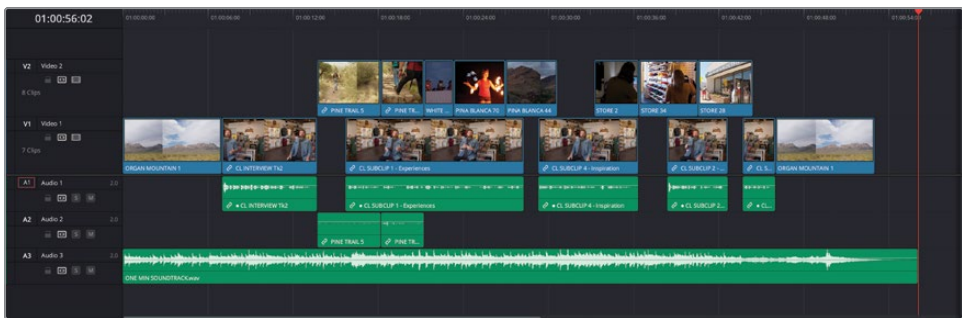 01:00:56:02
01:00:00:00 01:00:06:00 01:00:12:00 01:00:18:00 01:00:24:00 01:00:30:00 01:00:36:00 01:00:42:00 01:00:48:00 01:00:54:00
V2 Video 2
8 Clips
PINE TRAIL 5 PINE TR... WHITE ... PINA BLANCA 70 PINA BLANCA 44 STORE 2 STORE 34 STORE 28
V1 Video 1
7 Clips
ORGAN MOUNTAIN 1 CL INTERVIEW Tk2 CL SUBCLIP 1 - Experiences CL SUBCLIP 4 - Inspiration CL SUBCLIP 2 - ... CL S... ORGAN MOUNTAIN 1
A1 Audio 1 2.0
S M
• CL INTERVIEW Tk2 • CL SUBCLIP 1 - Experiences • CL SUBCLIP 4 - Inspiration • CL SUBCLIP 2... • CL...
A2 Audio 2 2.0
S M
PINE TRAIL 5 PINE TR...
A3 Audio 3 2.0
S M
ONE MIN SOUNDTRACK.wav